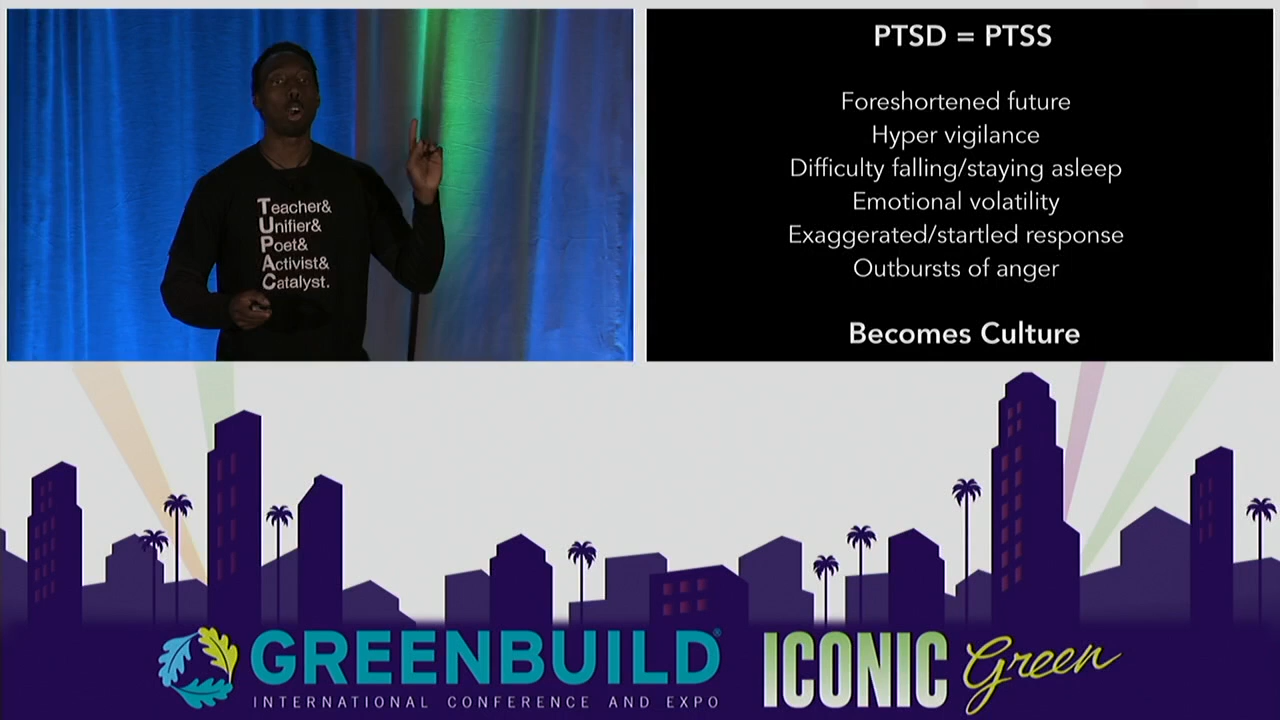 Teacher&
Unifier&
Poet&
Activist&
Catalyst.
PTSD = PTSS
Foreshortened future
Hyper vigilance
Difficulty falling/staying asleep
Emotional volatility
Exaggerated/startled response
Outbursts of anger
Becomes Culture
GREENBUILD®
INTERNATIONAL CONFERENCE AND EXPO
ICONIC Green